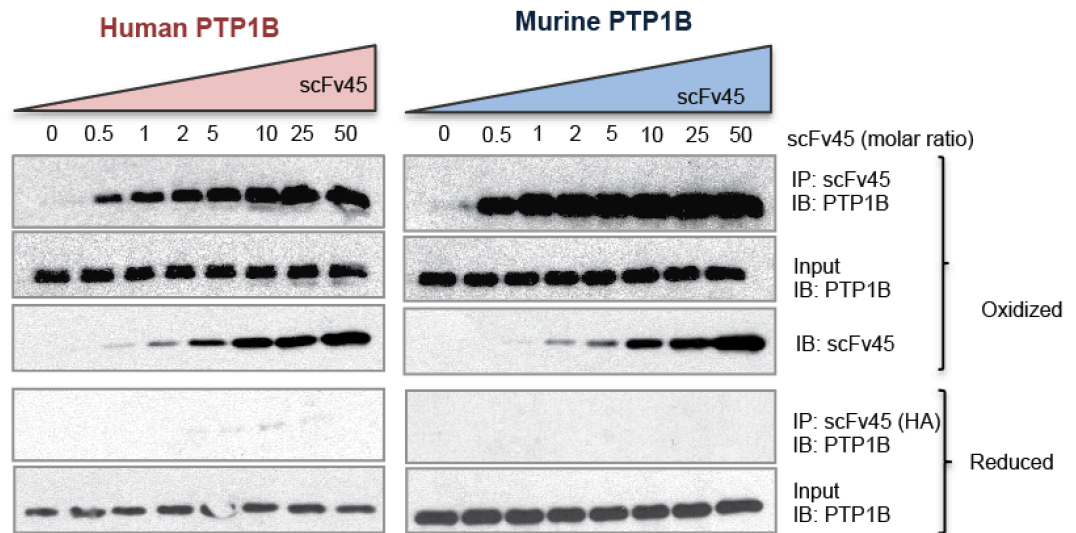 Human PTP1B
Murine PTP1B
scFv45
scFv45
0 0.5 1 2 5 10 25 50
0 0.5 1 2 5 10 25 50
scFv45 (molar ratio)
IP: scFv45
IB: PTP1B
Input
IB: PTP1B
Oxidized
IB: scFv45
IP: scFv45 (HA)
IB: PTP1B
Reduced
Input
IB: PTP1B